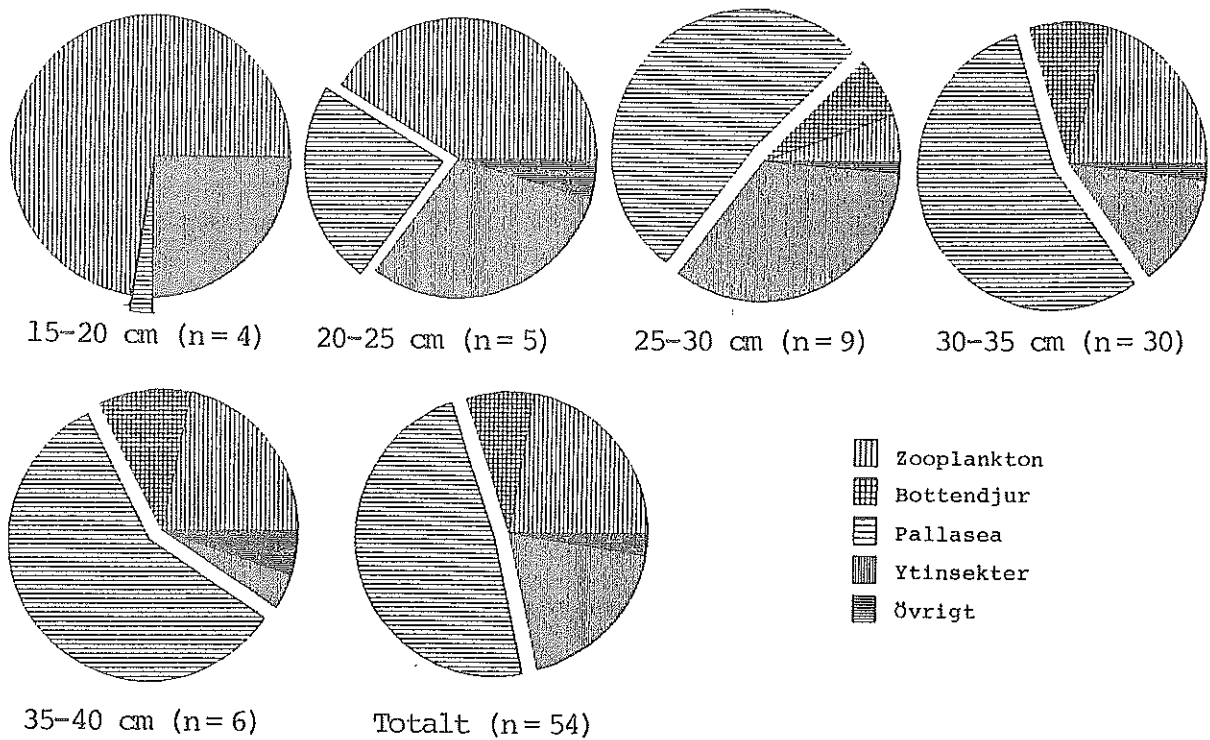 15-20 cm (n=4)
20-25 cm (n=5)
25-30 cm (n=9)
30-35 cm (n=30)
35-40 cm (n=6)
Totalt (n=54)
Zooplankton
Bottendjur
Pallasea
Ytinsekter
Övrigt